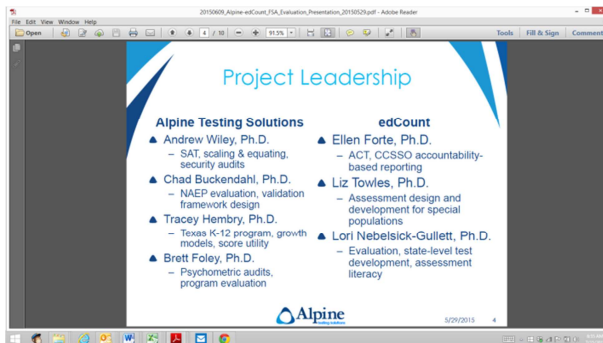 20150609_Alpine-edCount_FSA_Evaluation_Presentation_20150529.pdf - Adobe Reader
File Edit View Window Help
Open 4 / 10 91.5% Tools Fill & Sign Comment
Project Leadership
Alpine Testing Solutions
Andrew Wiley, Ph.D.
– SAT, scaling & equating,
security audits
Chad Buckendahl, Ph.D.
– NAEP evaluation, validation
framework design
Tracey Hembry, Ph.D.
– Texas K-12 program, growth
models, score utility
Brett Foley, Ph.D.
– Psychometric audits,
program evaluation
edCount
Ellen Forte, Ph.D.
– ACT, CCSSO accountability-
based reporting
Liz Towles, Ph.D.
– Assessment design and
development for special
populations
Lori Nebelsick-Gullett, Ph.D.
– Evaluation, state-level test
development, assessment
literacy
Alpine
testing solutions
5/29/2015 4